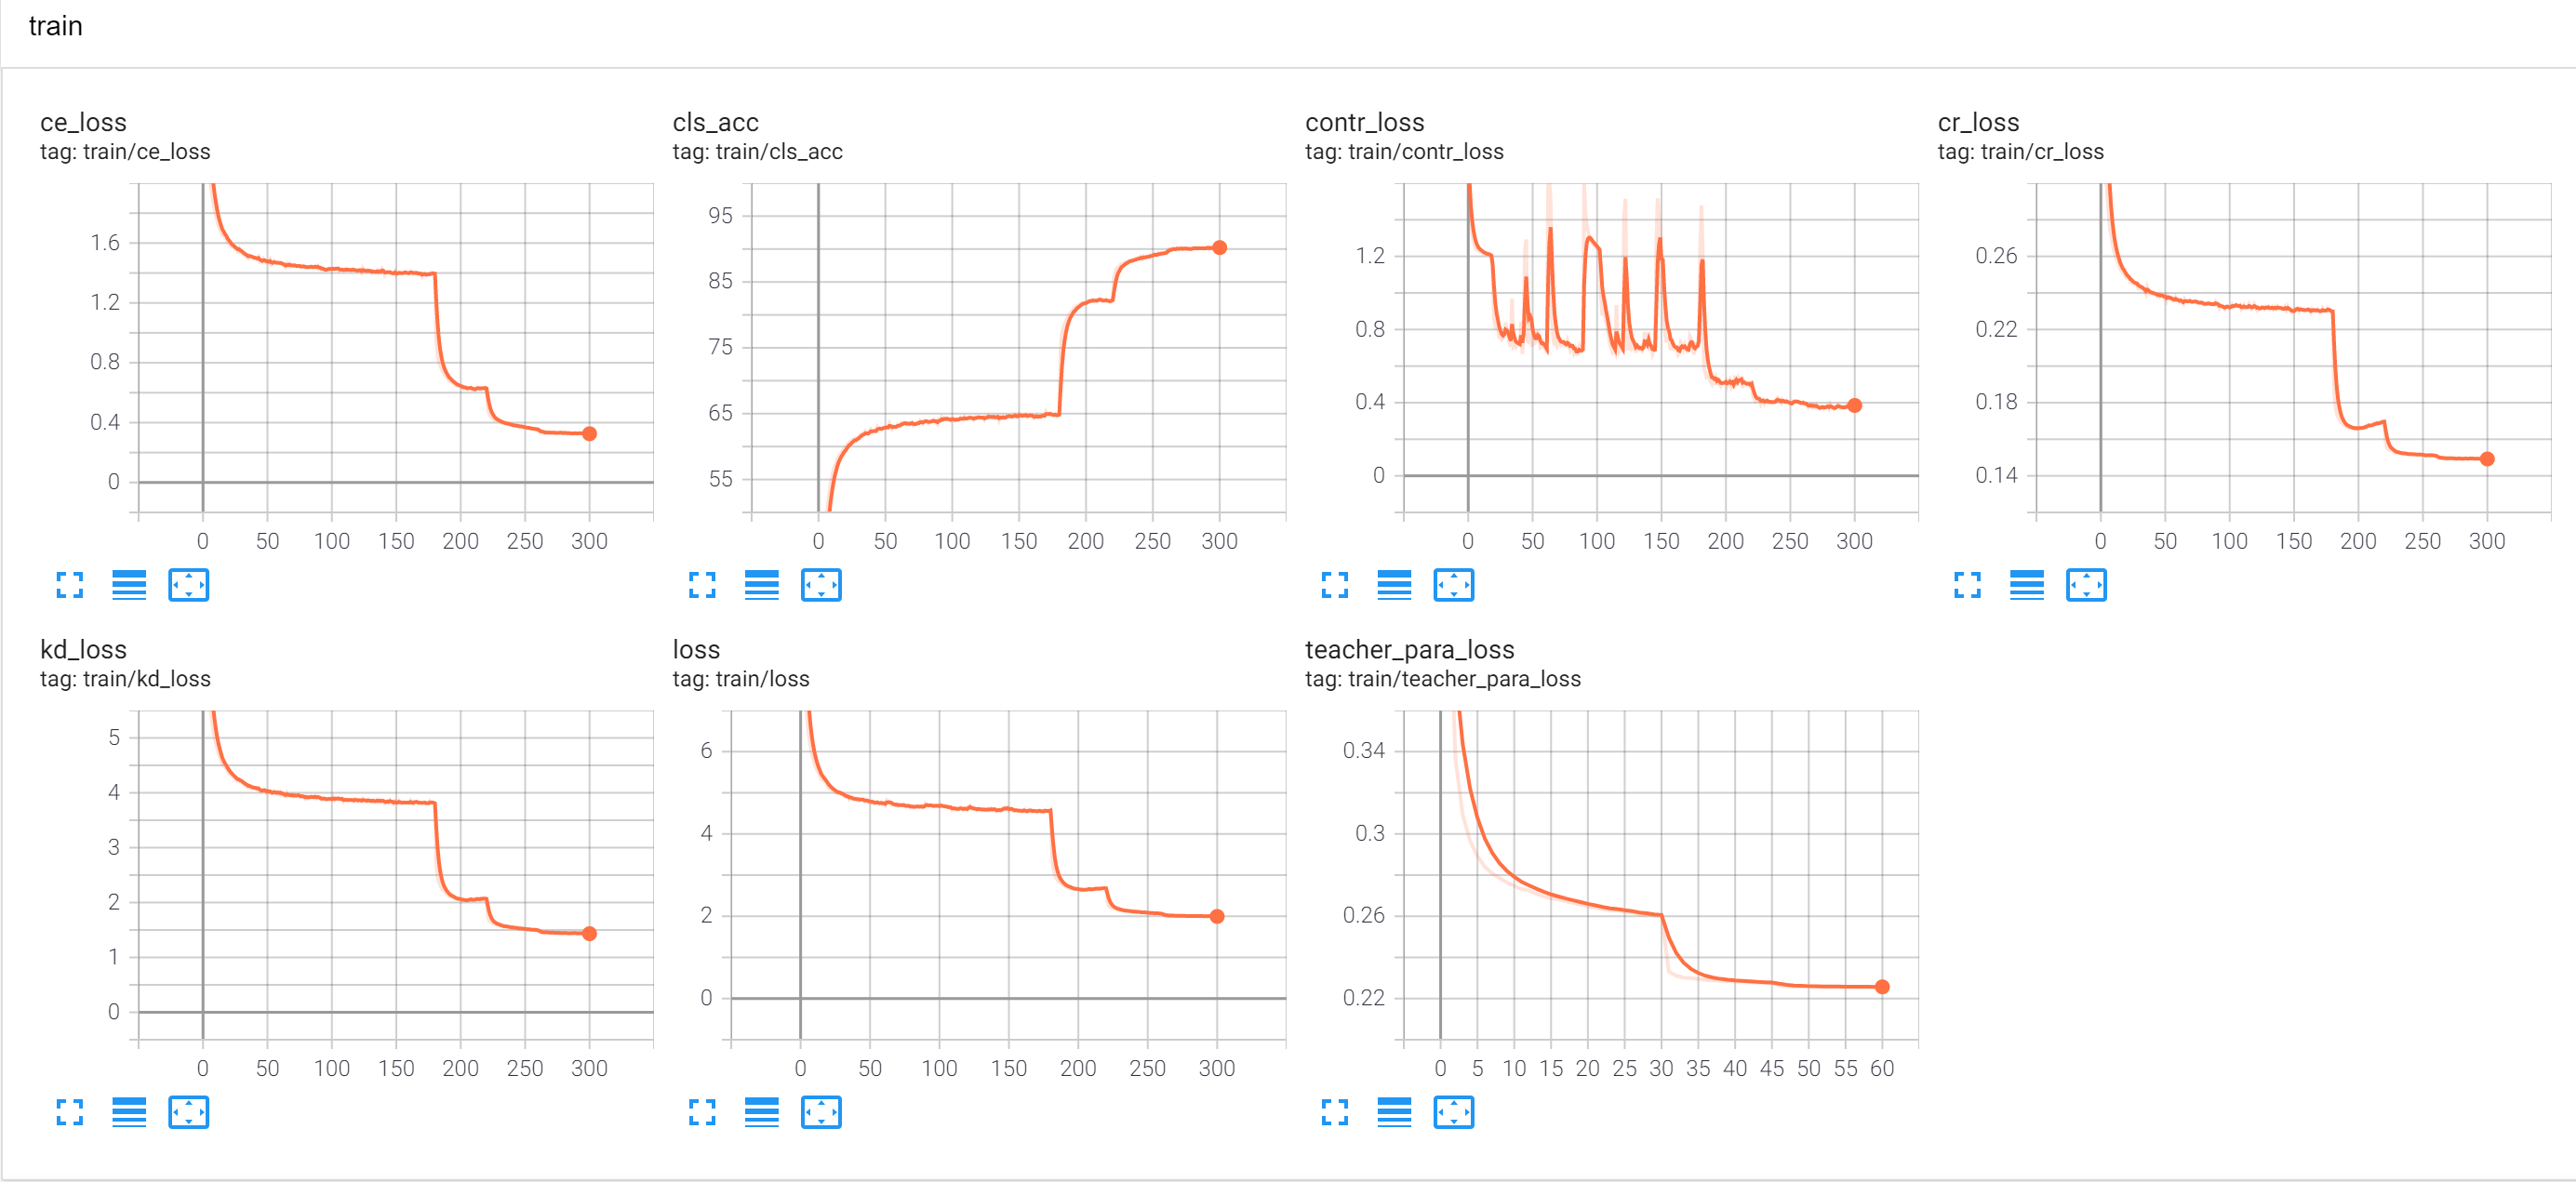 train
ce_loss
tag: train/ce_loss
1.6
1.2
0.8
0.4
0
0 50 100 150 200 250 300
cls_acc
tag: train/cls_acc
95
85
75
65
55
0 50 100 150 200 250 300
contr_loss
tag: train/contr_loss
1.2
0.8
0.4
0
0 50 100 150 200 250 300
cr_loss
tag: train/cr_loss
0.26
0.22
0.18
0.14
0 50 100 150 200 250 300
kd_loss
tag: train/kd_loss
5
4
3
2
1
0
0 50 100 150 200 250 300
loss
tag: train/loss
6
4
2
0
0 50 100 150 200 250 300
teacher_para_loss
tag: train/teacher_para_loss
0.34
0.3
0.26
0.22
0 5 10 15 20 25 30 35 40 45 50 55 60